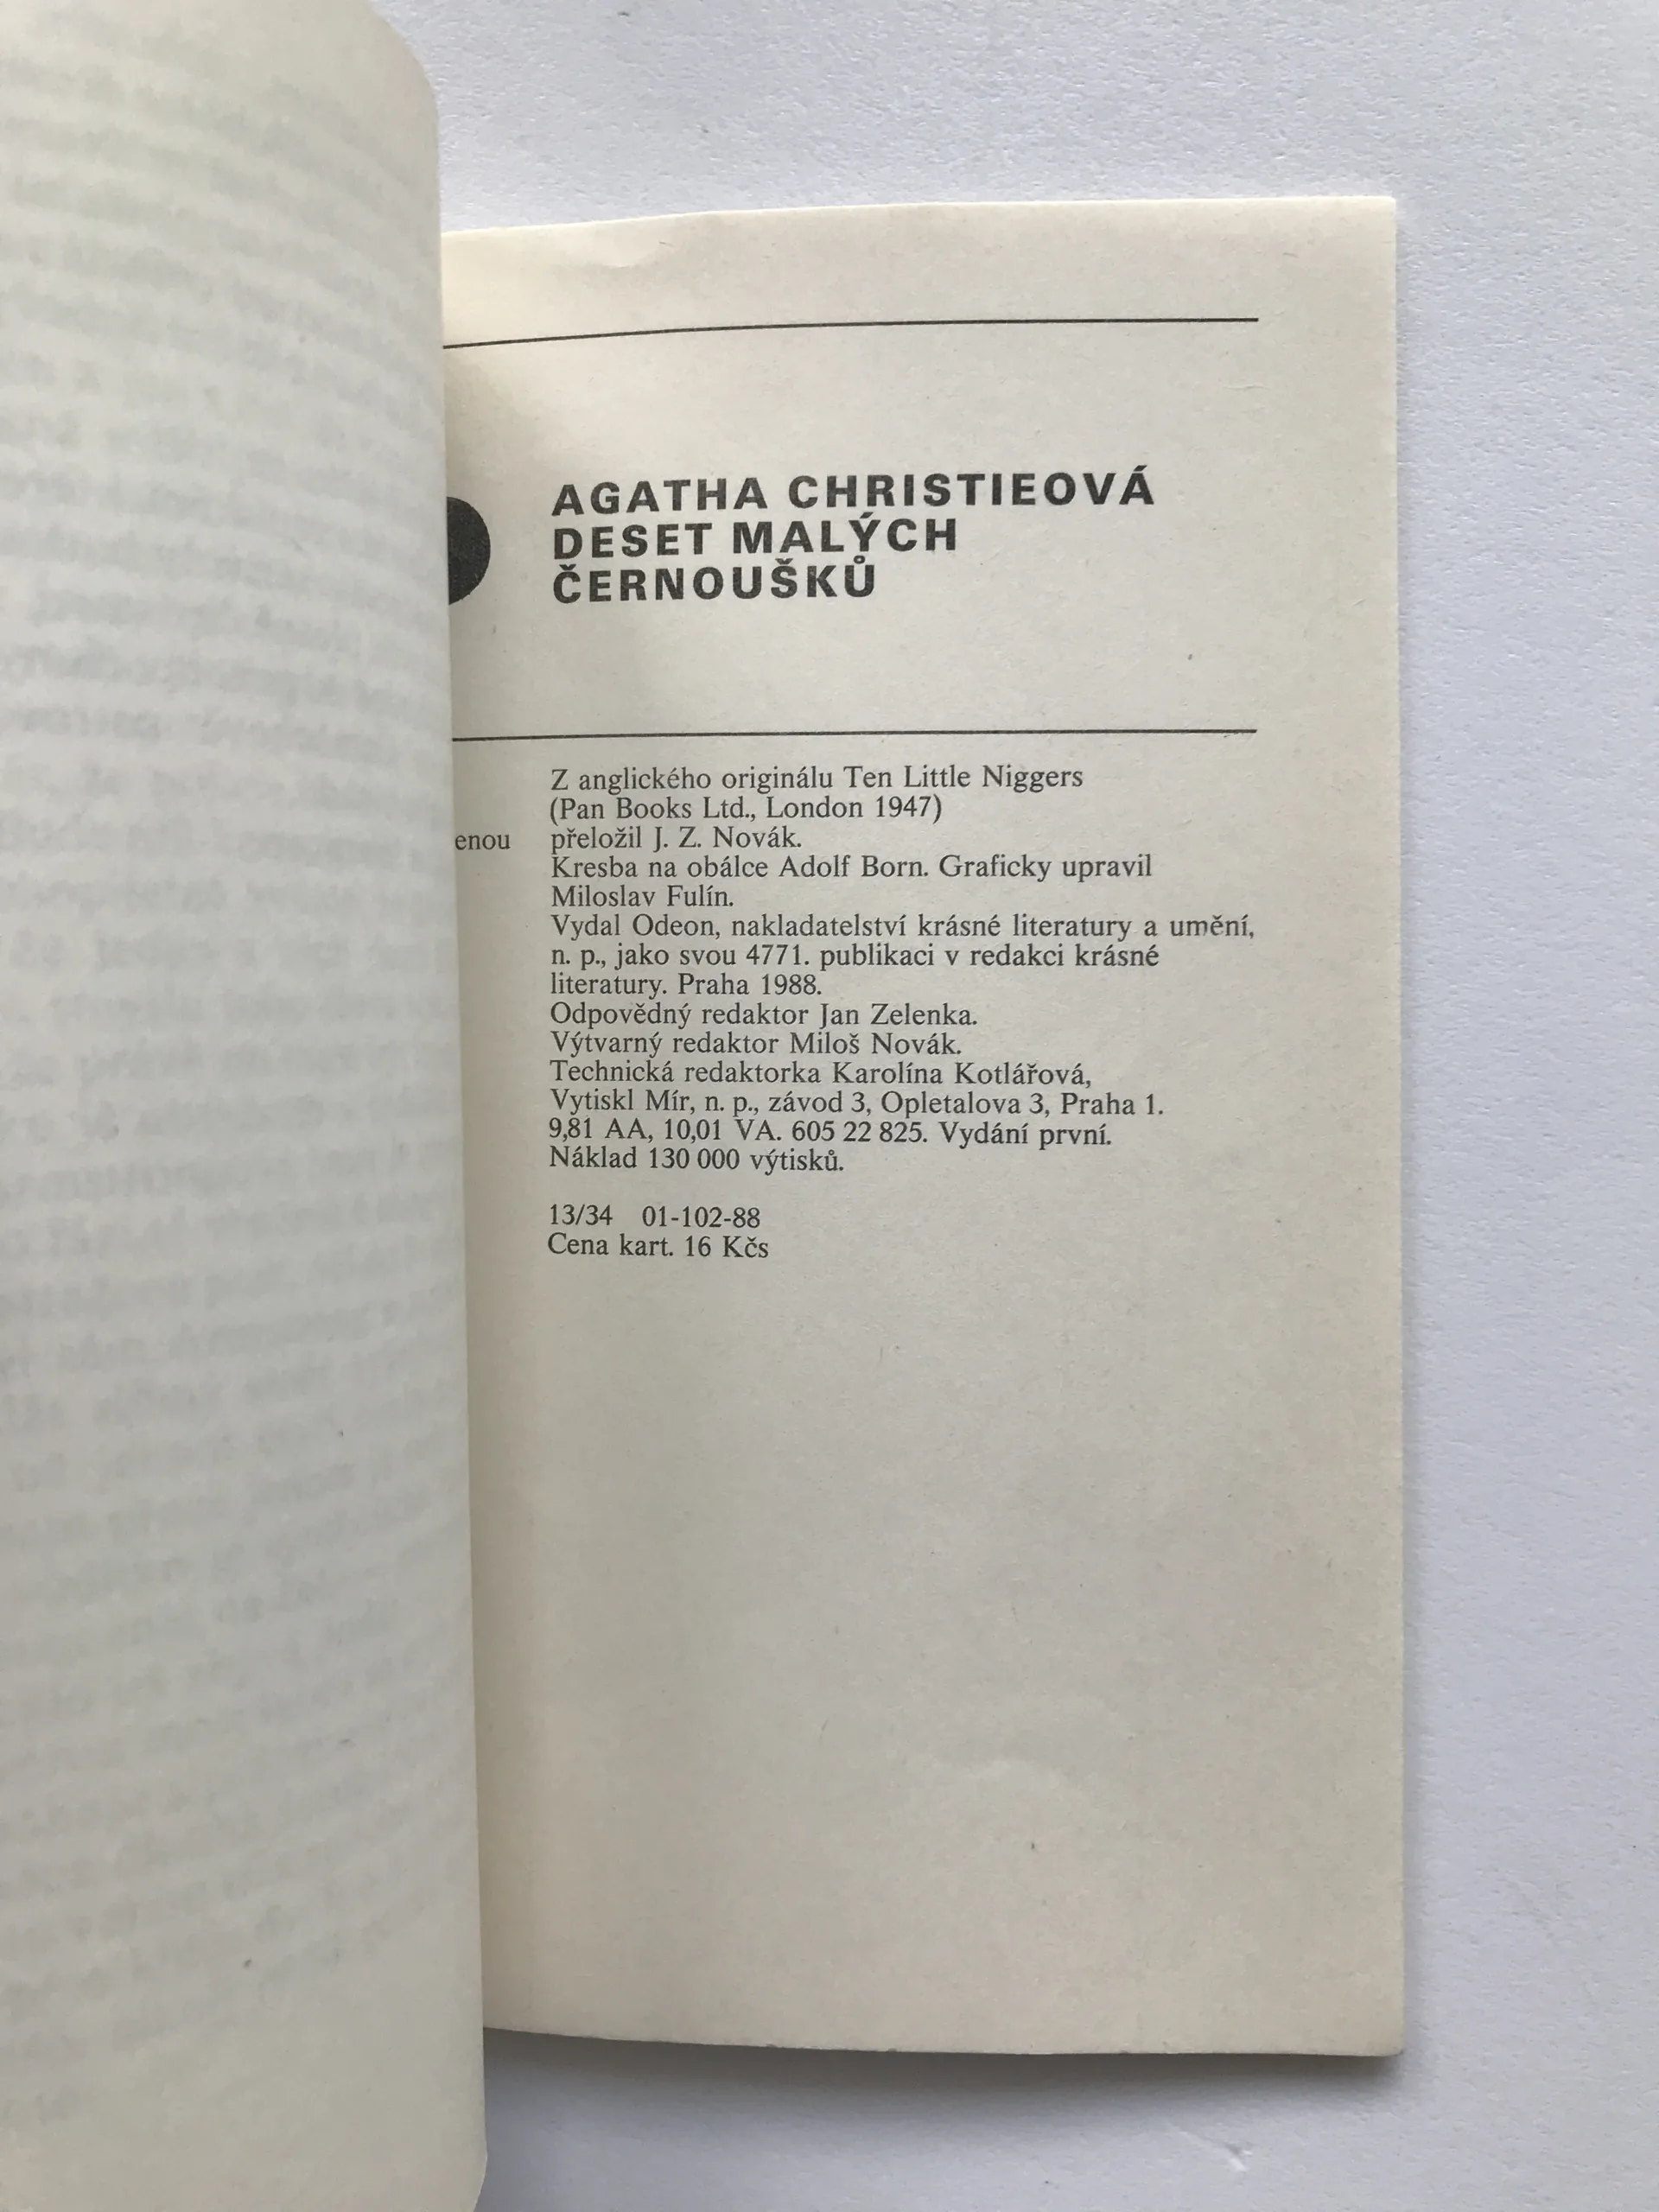 AGATHA CHRISTIEOVÁ
DESET MALÝCH
ČERNOUŠKŮ
Z anglického originálu Ten Little Niggers
(Pan Books Ltd., London 1947)
enou
přeložil J. Z. Novák.
Kresba na obálce Adolf Born. Graficky upravil
Miloslav Fulín.
Vydal Odeon, nakladatelství krásné literatury a umění,
n. p., jako svou 4771. publikaci v redakci krásné
literatury. Praha 1988.
Odpovědný redaktor Jan Zelenka.
Výtvarný redaktor Miloš Novák.
Technická redaktorka Karolína Kotlářová,
Vytiskl Mír, n. p., závod 3, Opletalova 3, Praha 1.
9,81 AA, 10,01 VA. 605 22 825. Vydání první.
Náklad 130 000 výtisků.
13/34 01-102-88
Cena kart. 16 Kčs